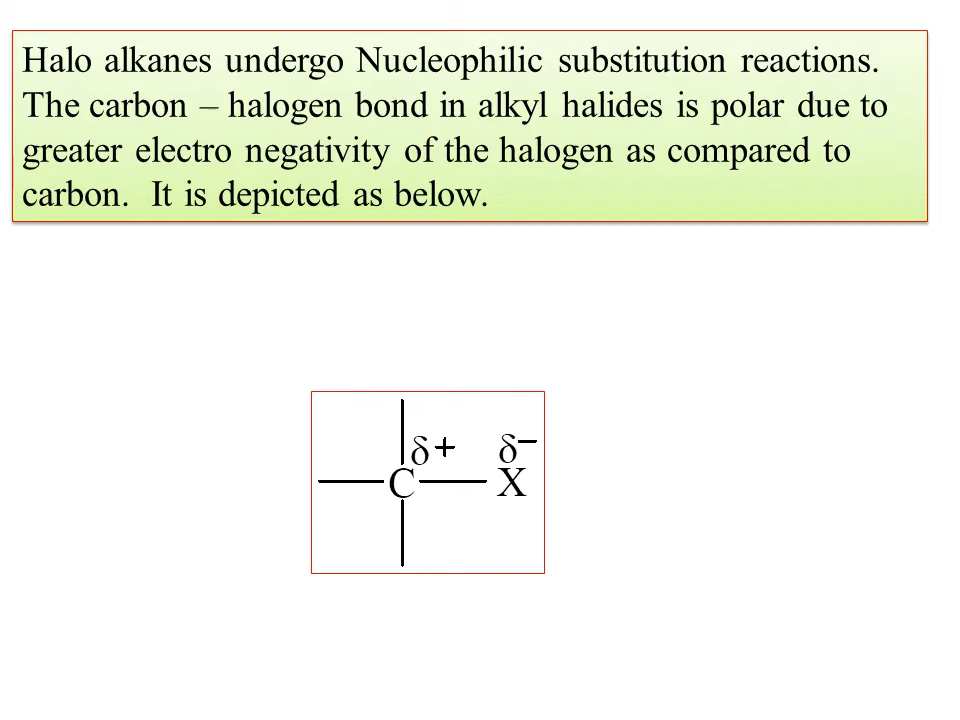 Halo alkanes undergo Nucleophilic substitution reactions.
The carbon – halogen bond in alkyl halides is polar due to
greater electro negativity of the halogen as compared to
carbon.  It is depicted as below.
δ+ δ−
C X